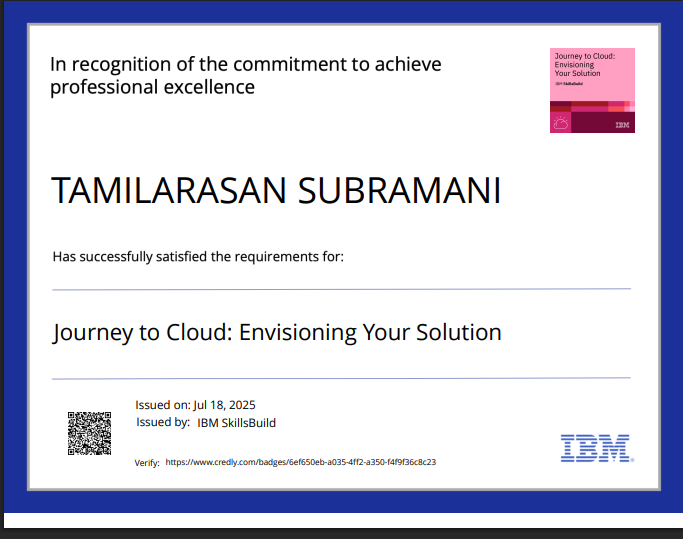 In recognition of the commitment to achieve
professional excellence
Journey to Cloud:
Envisioning
Your Solution
IBM SkillsBuild
IBM
TAMILARASAN SUBRAMANI
Has successfully satisfied the requirements for:
Journey to Cloud: Envisioning Your Solution
Issued on: Jul 18, 2025
Issued by: IBM SkillsBuild
Verify: https://www.credly.com/badges/6ef650eb-a035-4ff2-a350-f4f9f36c8c23
IBM®